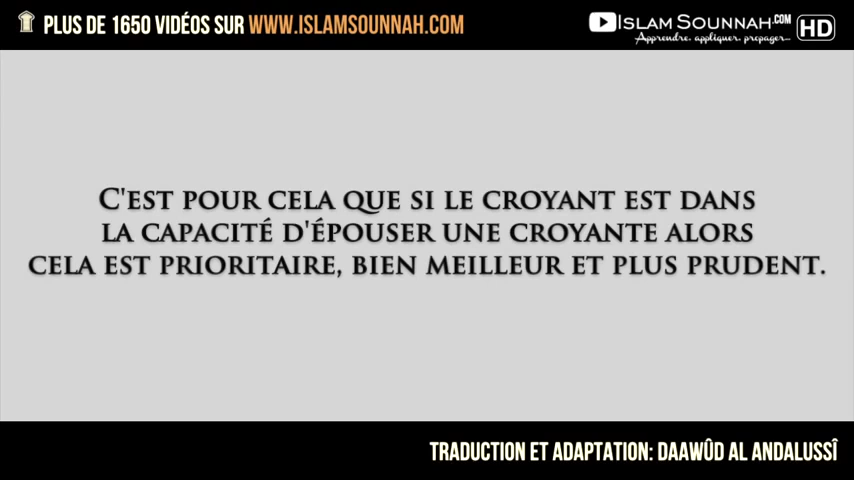 PLUS DE 1650 VIDÉOS SUR WWW.ISLAMSOUNNAH.COM
ISLAM SOUNNAH.COM
Apprendre, appliquer, propager...
HD
C'EST POUR CELA QUE SI LE CROYANT EST DANS
LA CAPACITÉ D'ÉPOUSER UNE CROYANTE ALORS
CELA EST PRIORITAIRE, BIEN MEILLEUR ET PLUS PRUDENT.
TRADUCTION ET ADAPTATION: DAAWÛD AL ANDALUSSÎ